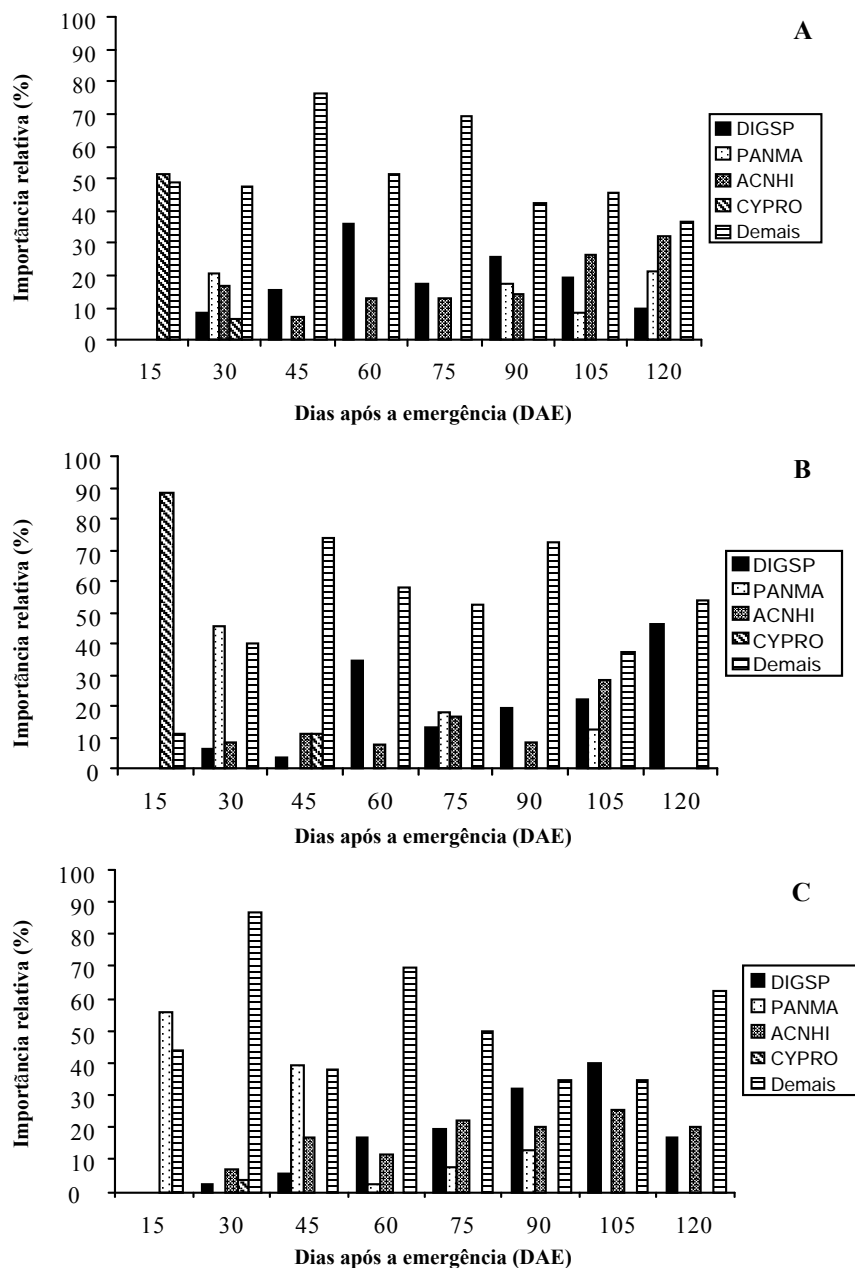 A
Importância relativa (%)
100
90
80
70
60
50
40
30
20
10
0
DIGSP
PANMA
ACNHI
CYPRO
Demais
15 30 45 60 75 90 105 120
Dias após a emergência (DAE)
B
Importância relativa (%)
100
90
80
70
60
50
40
30
20
10
0
DIGSP
PANMA
ACNHI
CYPRO
Demais
15 30 45 60 75 90 105 120
Dias após a emergência (DAE)
C
Importância relativa (%)
100
90
80
70
60
50
40
30
20
10
0
DIGSP
PANMA
ACNHI
CYPRO
Demais
15 30 45 60 75 90 105 120
Dias após a emergência (DAE)